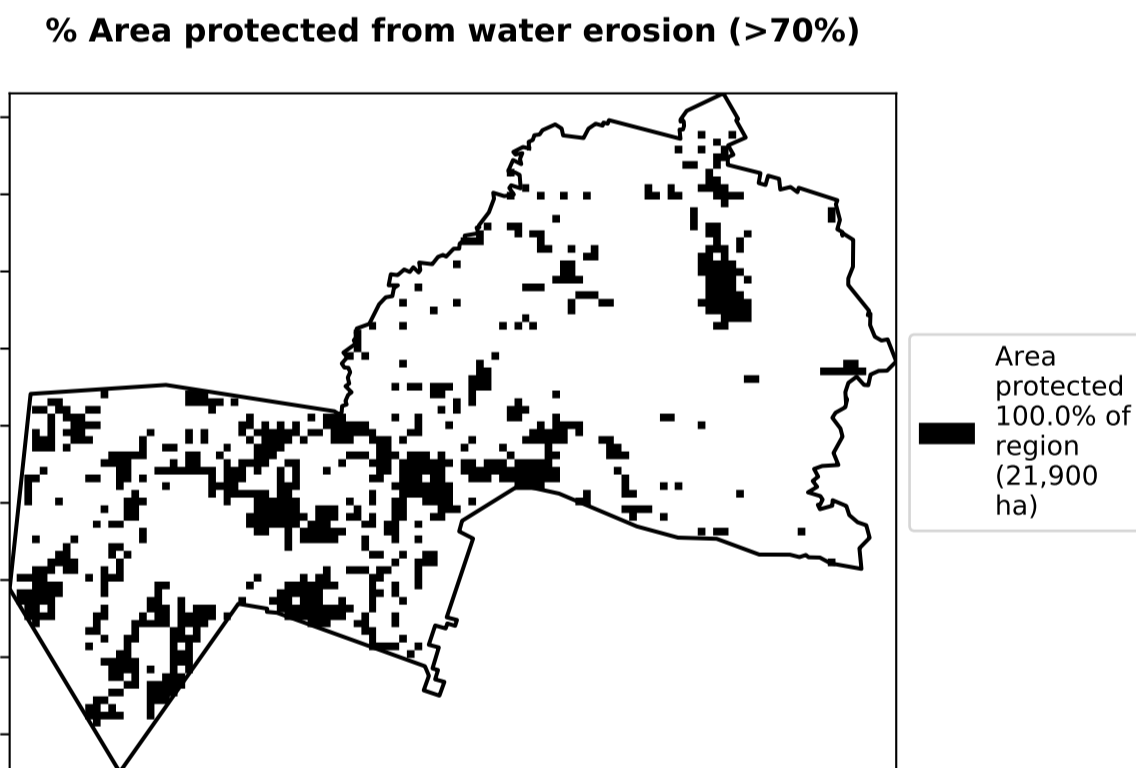 % Area protected from water erosion (>70%)
Area
protected
100.0% of
region
(21,900
ha)